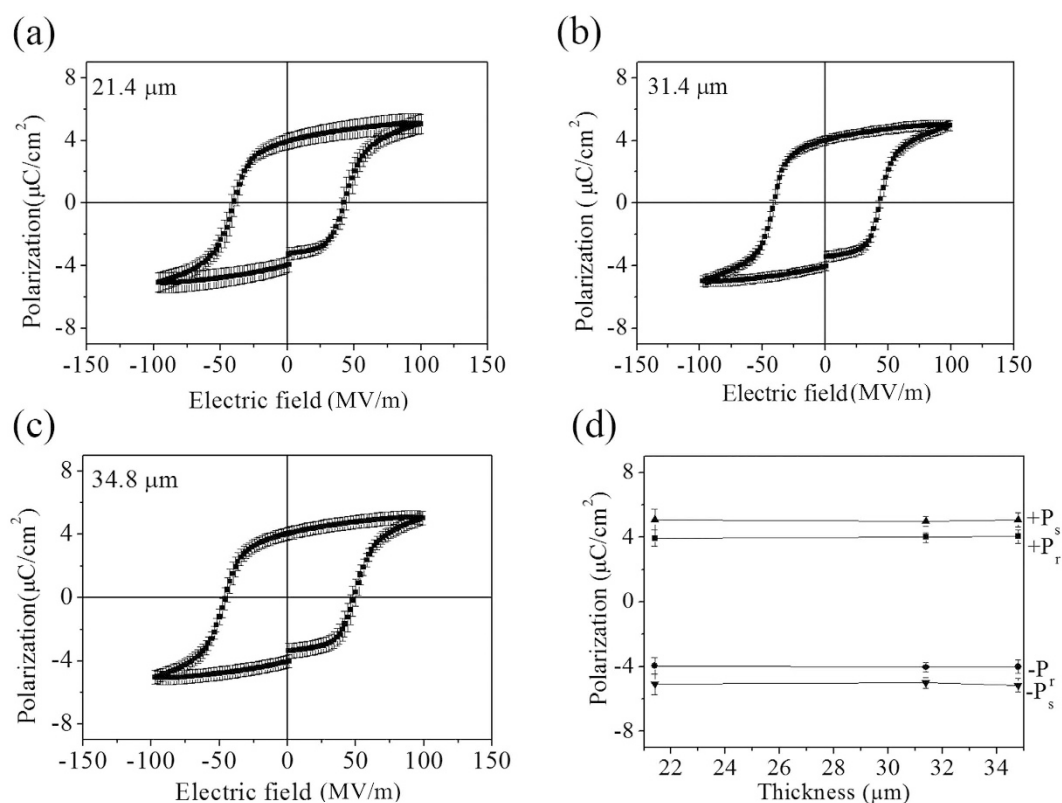 (a)
21.4 μm
8
4
0
-4
-8
-150 -100 -50 0 50 100 150
Polarization(μC/cm²)
Electric field (MV/m)
(b)
31.4 μm
8
4
0
-4
-8
-150 -100 -50 0 50 100 150
Polarization ( μC/cm²)
Electric field (MV/m)
(c)
34.8 μm
8
4
0
-4
-8
-150 -100 -50 0 50 100 150
Polarization(μC/cm²)
Electric field (MV/m)
(d)
8
4
0
-4
-8
22 24 26 28 30 32 34
Polarization (μC/cm²)
Thickness (μm)
+Pₛ
+Pᵣ
-Pᵣ
-Pₛ